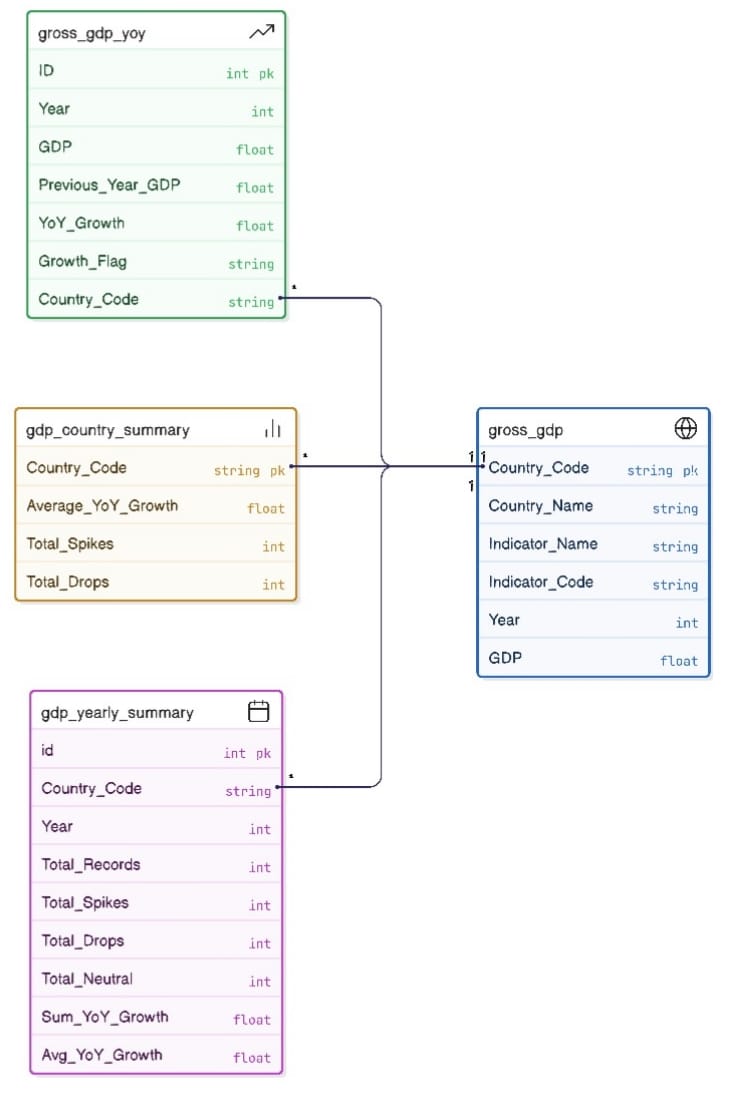 gross_gdp_yoy
ID int pk
Year int
GDP float
Previous_Year_GDP float
YoY_Growth float
Growth_Flag string
Country_Code string
*
gdp_country_summary
Country_Code string pk
Average_YoY_Growth float
Total_Spikes int
Total_Drops int
*
gross_gdp
1 1
1
Country_Code string pk
Country_Name string
Indicator_Name string
Indicator_Code string
Year int
GDP float
gdp_yearly_summary
id int pk
Country_Code string
*
Year int
Total_Records int
Total_Spikes int
Total_Drops int
Total_Neutral int
Sum_YoY_Growth float
Avg_YoY_Growth float